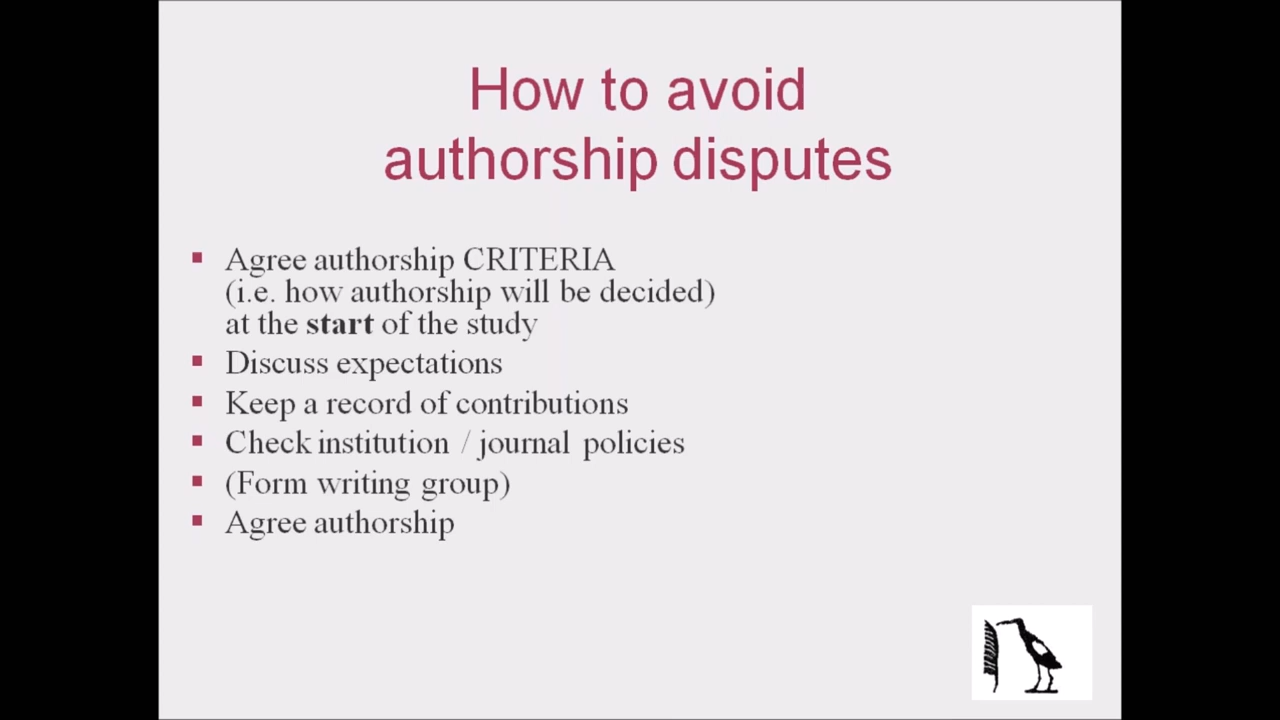 How to avoid
authorship disputes
▪ Agree authorship CRITERIA
(i.e. how authorship will be decided)
at the start of the study
▪ Discuss expectations
▪ Keep a record of contributions
▪ Check institution / journal policies
▪ (Form writing group)
▪ Agree authorship